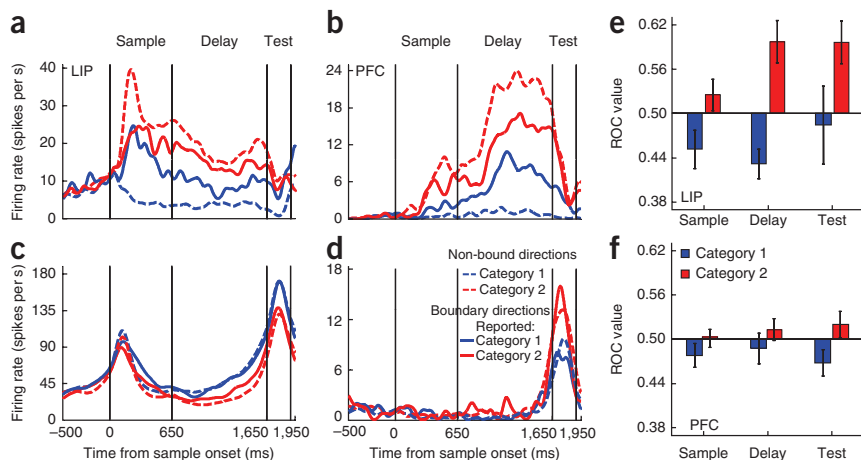 a
Sample Delay Test
LIP
Firing rate (spikes per s)
40
30
20
10
0
b
Sample Delay Test
PFC
24
18
12
6
0
c
Firing rate (spikes per s)
180
135
90
45
0
–500 0 650 1,650 1,950
Time from sample onset (ms)
d
18
12
6
0
Non-bound directions
Category 1
Category 2
Boundary directions
Reported:
Category 1
Category 2
–500 0 650 1,650 1,950
Time from sample onset (ms)
e
ROC value
0.62
0.56
0.50
0.44
0.38
LIP
Sample Delay Test
f
ROC value
0.62
0.56
0.50
0.44
0.38
Category 1
Category 2
PFC
Sample Delay Test